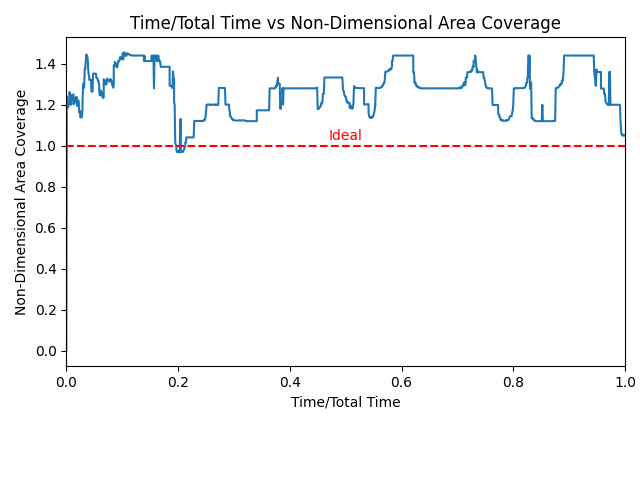 Time/Total Time vs Non-Dimensional Area Coverage
Non-Dimensional Area Coverage
1.4
1.2
1.0
0.8
0.6
0.4
0.2
0.0
Ideal
0.0 0.2 0.4 0.6 0.8 1.0
Time/Total Time